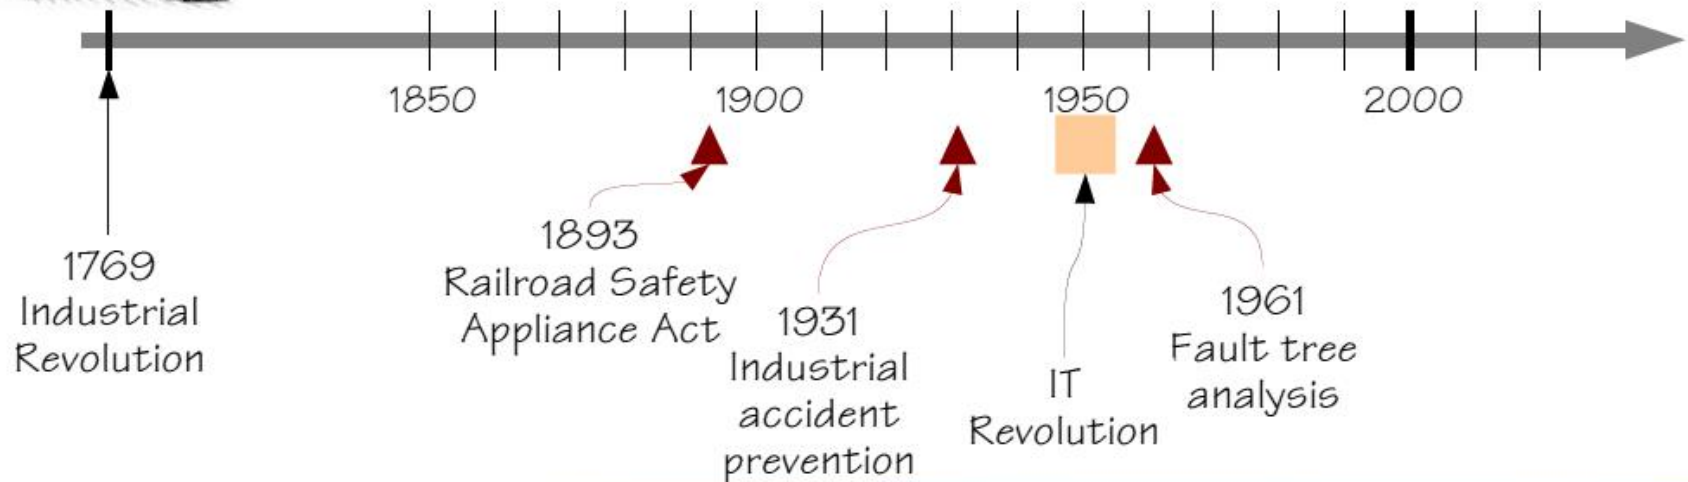 1850
1900
1950
2000
1769
Industrial
Revolution
1893
Railroad Safety
Appliance Act
1931
Industrial
accident
prevention
IT
Revolution
1961
Fault tree
analysis